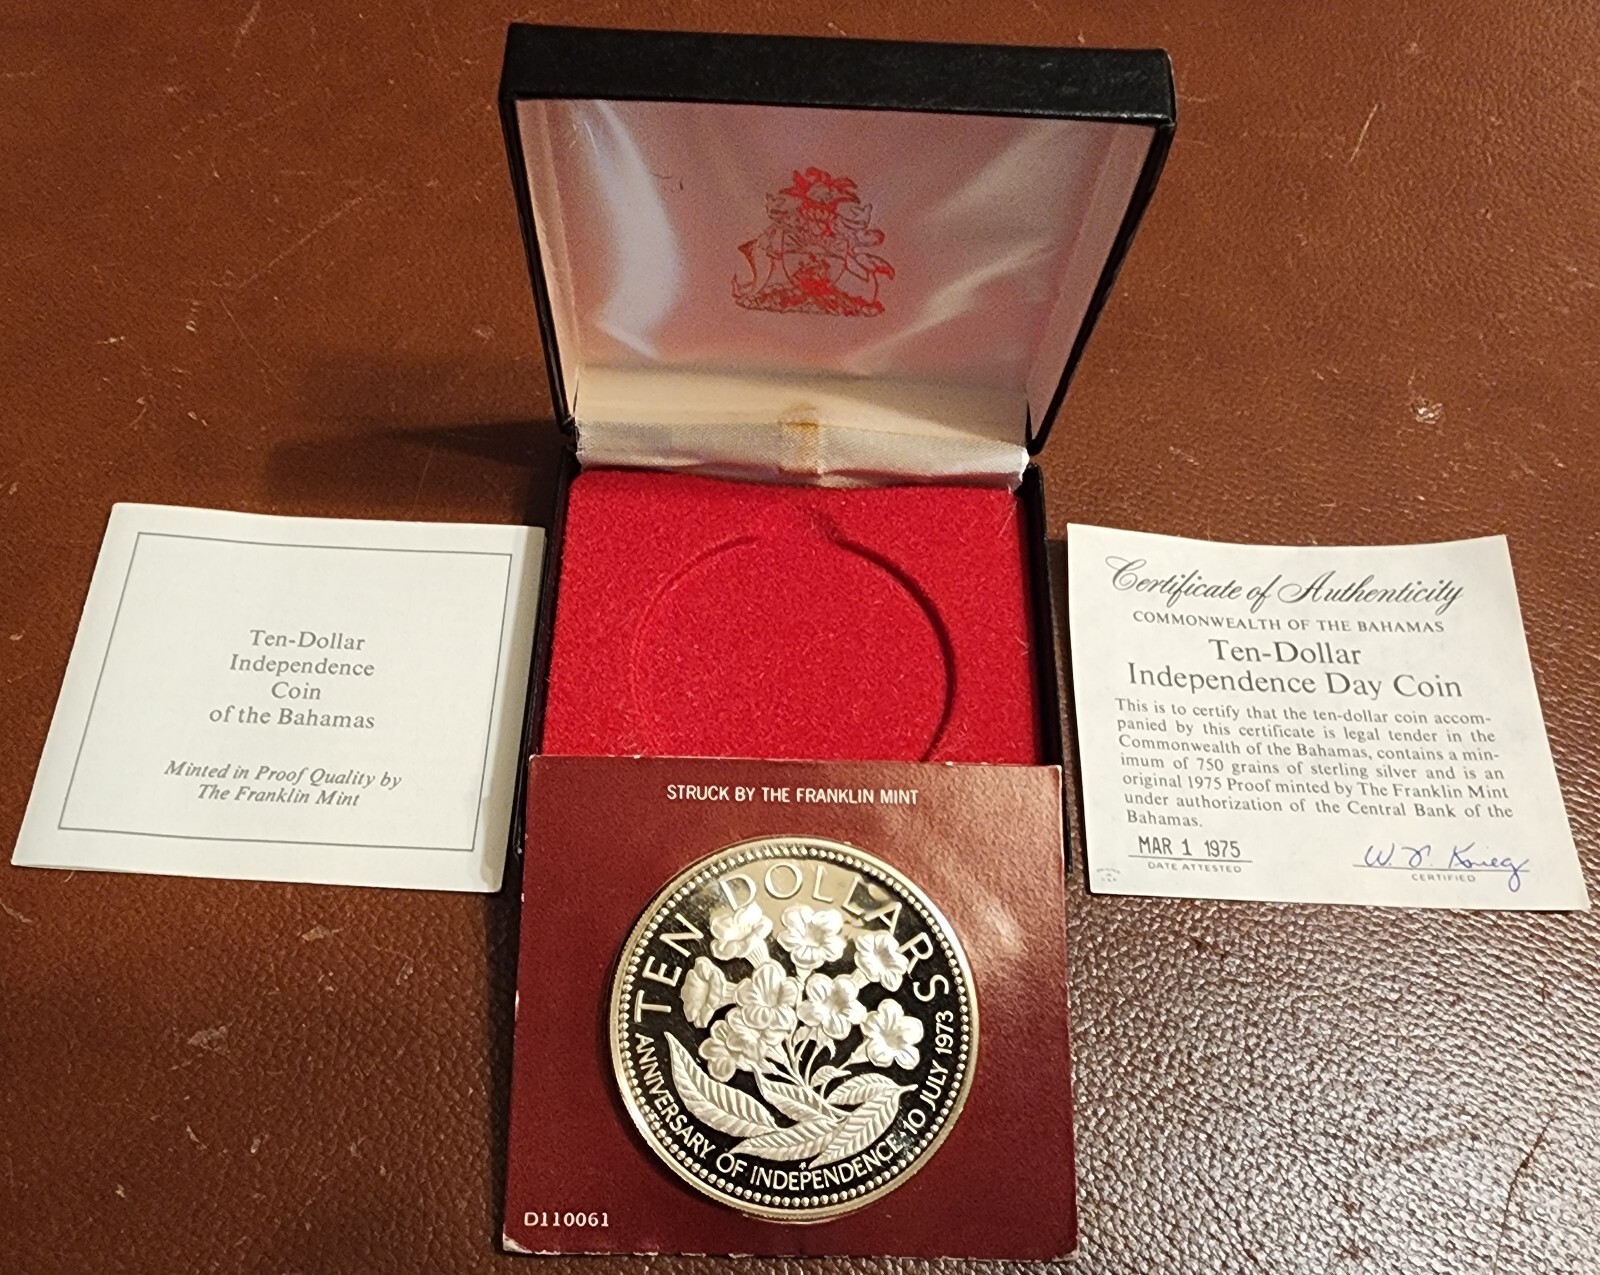 Ten-Dollar
Independence
Coin
of the Bahamas
Minted in Proof Quality by
The Franklin Mint
STRUCK BY THE FRANKLIN MINT
TEN DOLLARS
ANNIVERSARY OF INDEPENDENCE, 10 JULY 1973
D110061
Certificate of Authenticity
COMMONWEALTH OF THE BAHAMAS
Ten-Dollar
Independence Day Coin
This is to certify that the ten-dollar coin accom-
panied by this certificate is legal tender in the
Commonwealth of the Bahamas, contains a min-
imum of 750 grains of sterling silver and is an
original 1975 Proof minted by The Franklin Mint
under authorization of the Central Bank of the
Bahamas.
MAR 1 1975
DATE ATTESTED
CERTIFIED